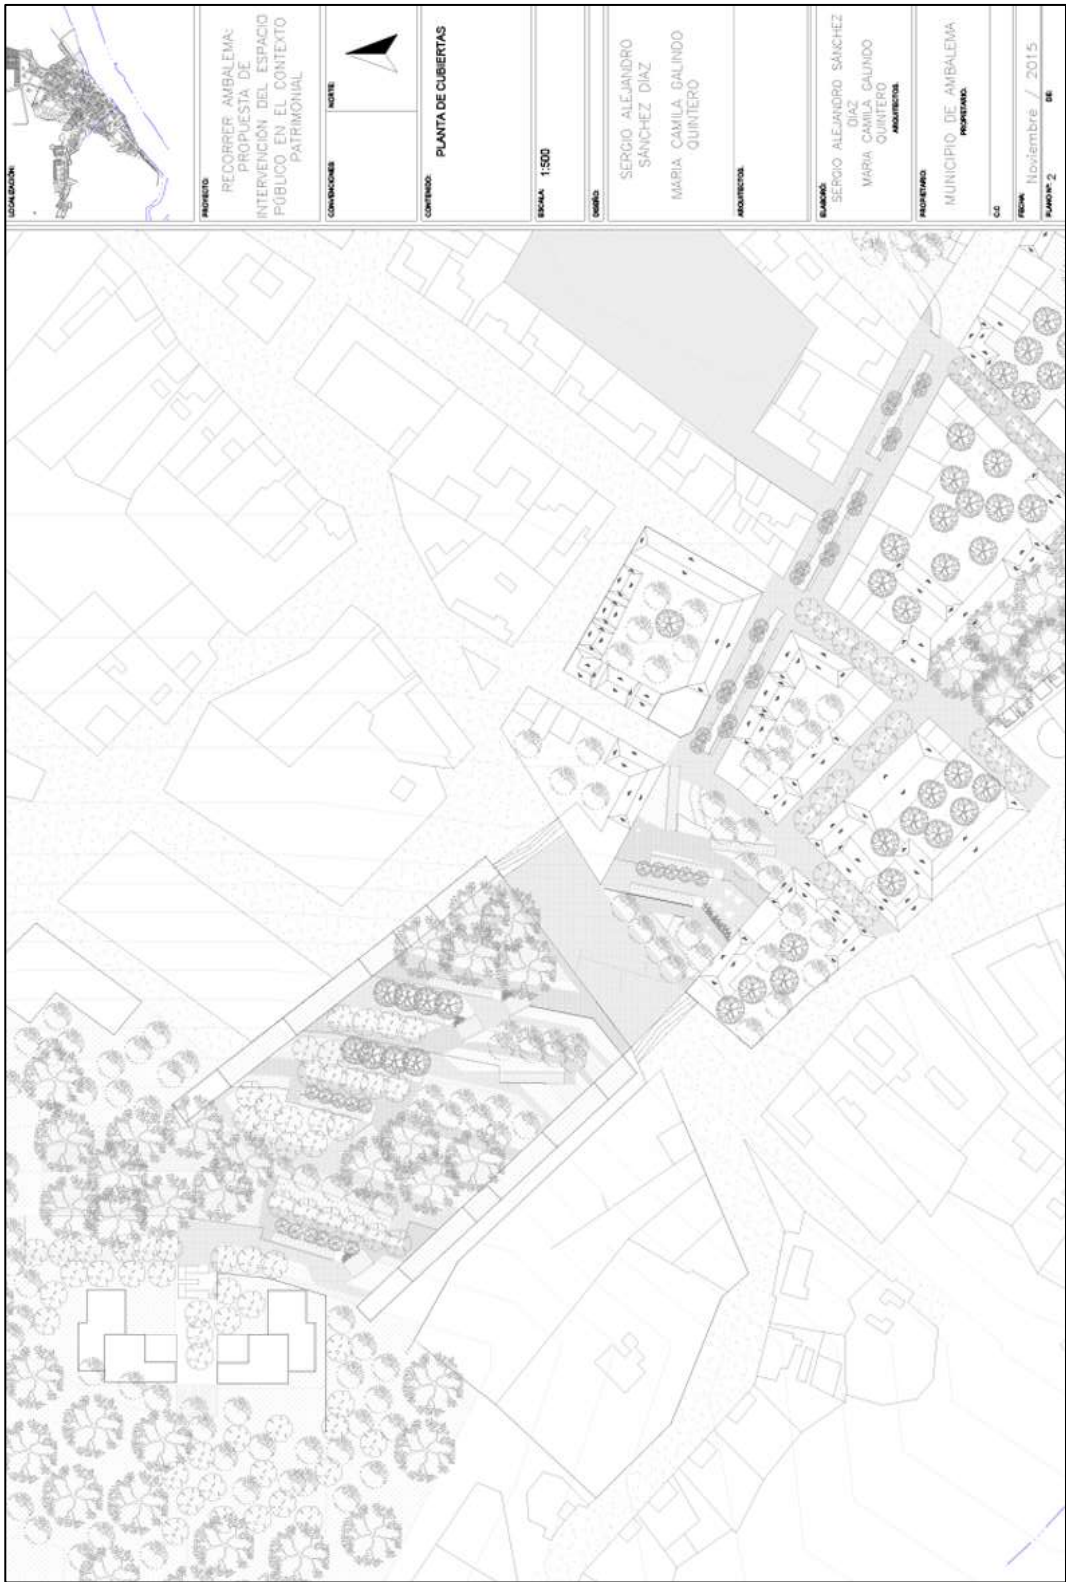 LOCALIZACIÓN:
PROYECTO:
RECORRER AMBALEMA:
PROPUESTA DE
INTERVENCIÓN DEL ESPACIO
PÚBLICO EN EL CONTEXTO
PATRIMONIAL
CONVENCIONES:
NORTE:
CONTENIDO:
PLANTA DE CUBIERTAS
ESCALA: 1:500
DISEÑO:
SERGIO ALEJANDRO
SÁNCHEZ DÍAZ
MARIA CAMILA GALINDO
QUINTERO
ARQUITECTOS.
ELABORÓ:
SERGIO ALEJANDRO SÁNCHEZ
DIAZ
MARIA CAMILA GALINDO
QUINTERO
ARQUITECTOS.
PROPIETARIO:
MUNICIPIO DE AMBALEMA
PROPIETARIO.
C.C
FECHA: Noviembre / 2015
PLANO Nº: 2 DE: